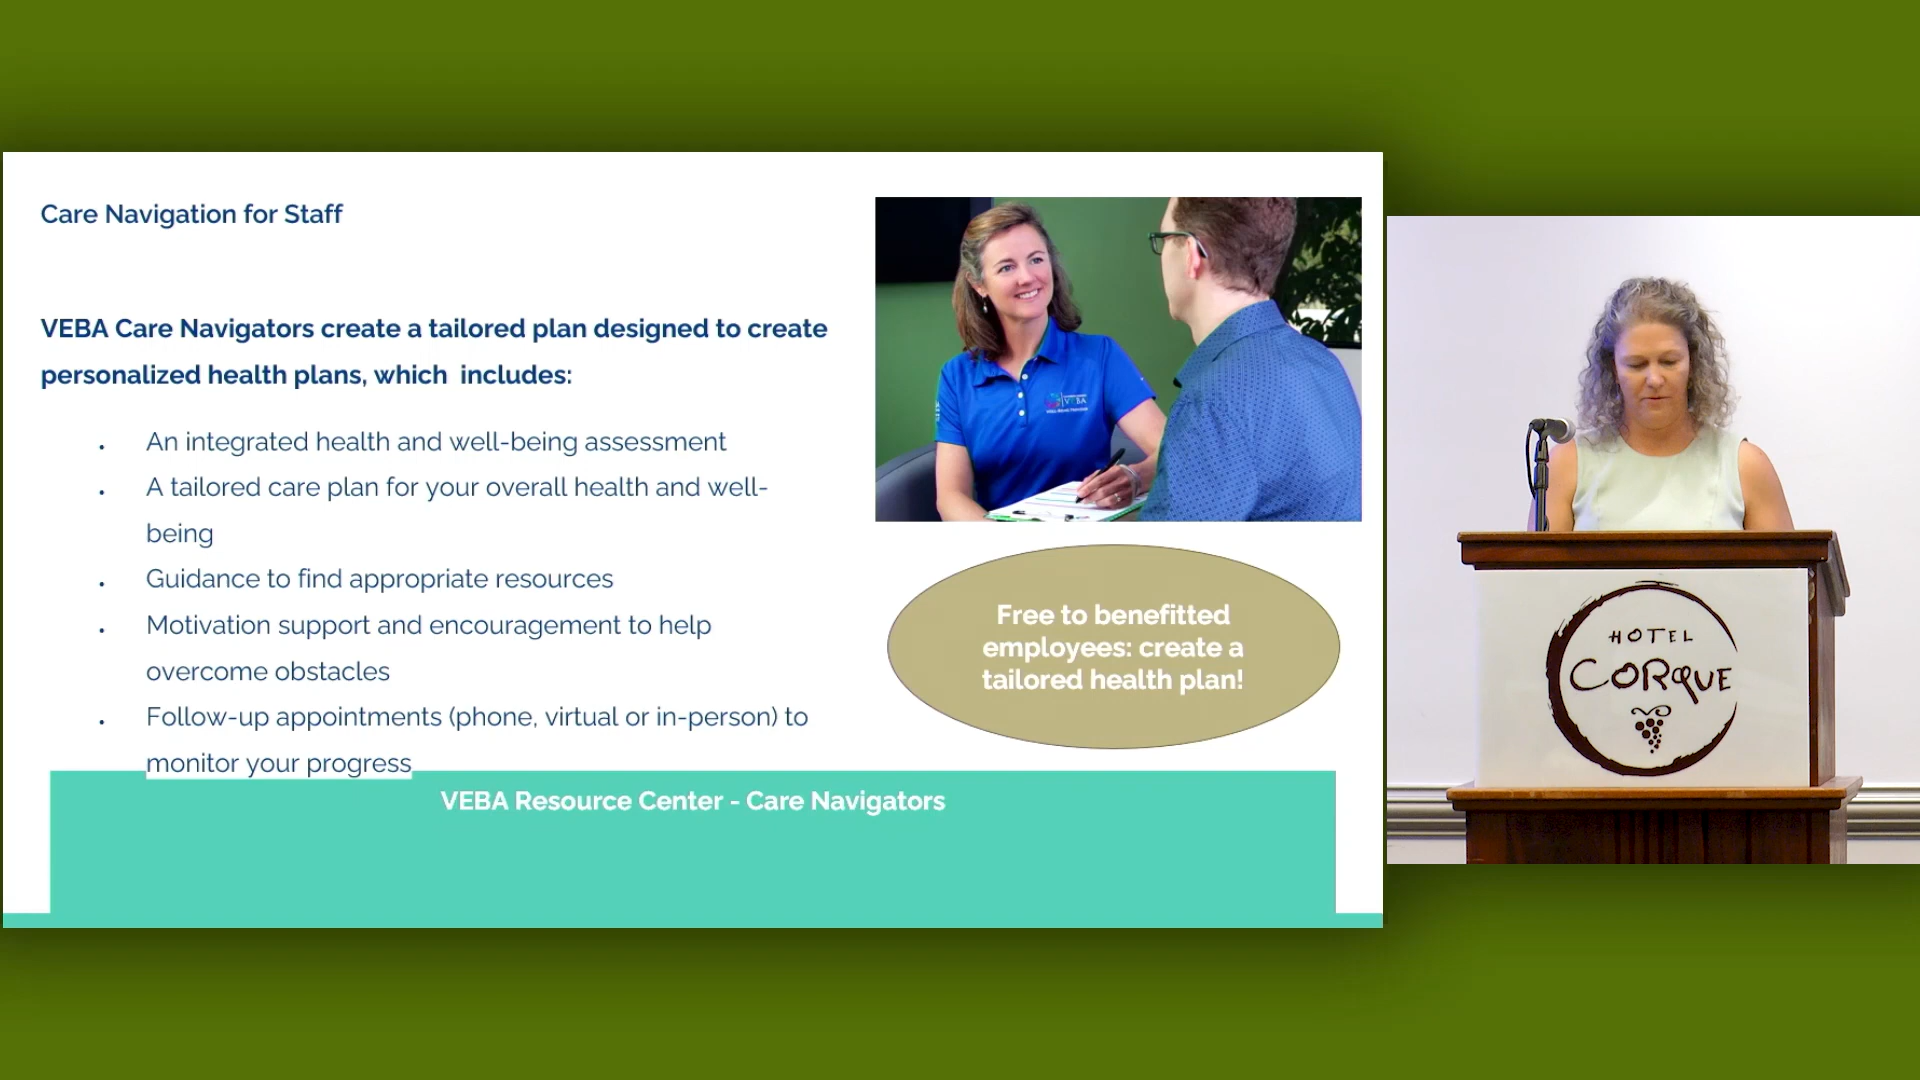 Care Navigation for Staff
VEBA Care Navigators create a tailored plan designed to create
personalized health plans, which  includes:
• An integrated health and well-being assessment
• A tailored care plan for your overall health and well-
being
• Guidance to find appropriate resources
• Motivation support and encouragement to help
overcome obstacles
• Follow-up appointments (phone, virtual or in-person) to
monitor your progress
VEBA
Free to benefitted
employees: create a
tailored health plan!
VEBA Resource Center - Care Navigators
HOTEL
CORQUE